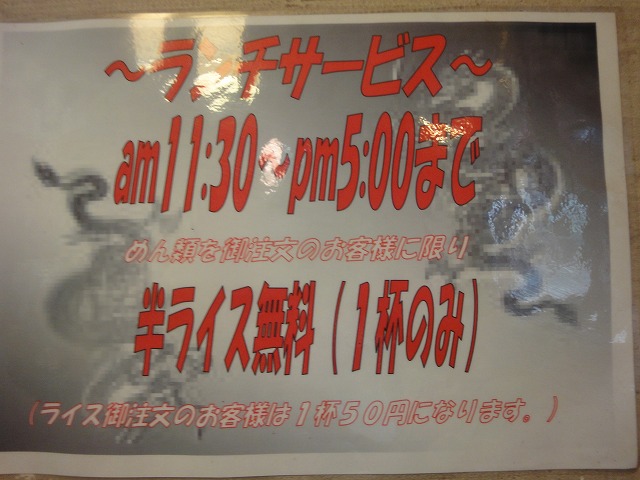 ～ランチサービス～
am11:30～pm5:00まで
めん類を御注文のお客様に限り
半ライス無料（１杯のみ）
（ライス御注文のお客様は１杯５０円になります。）